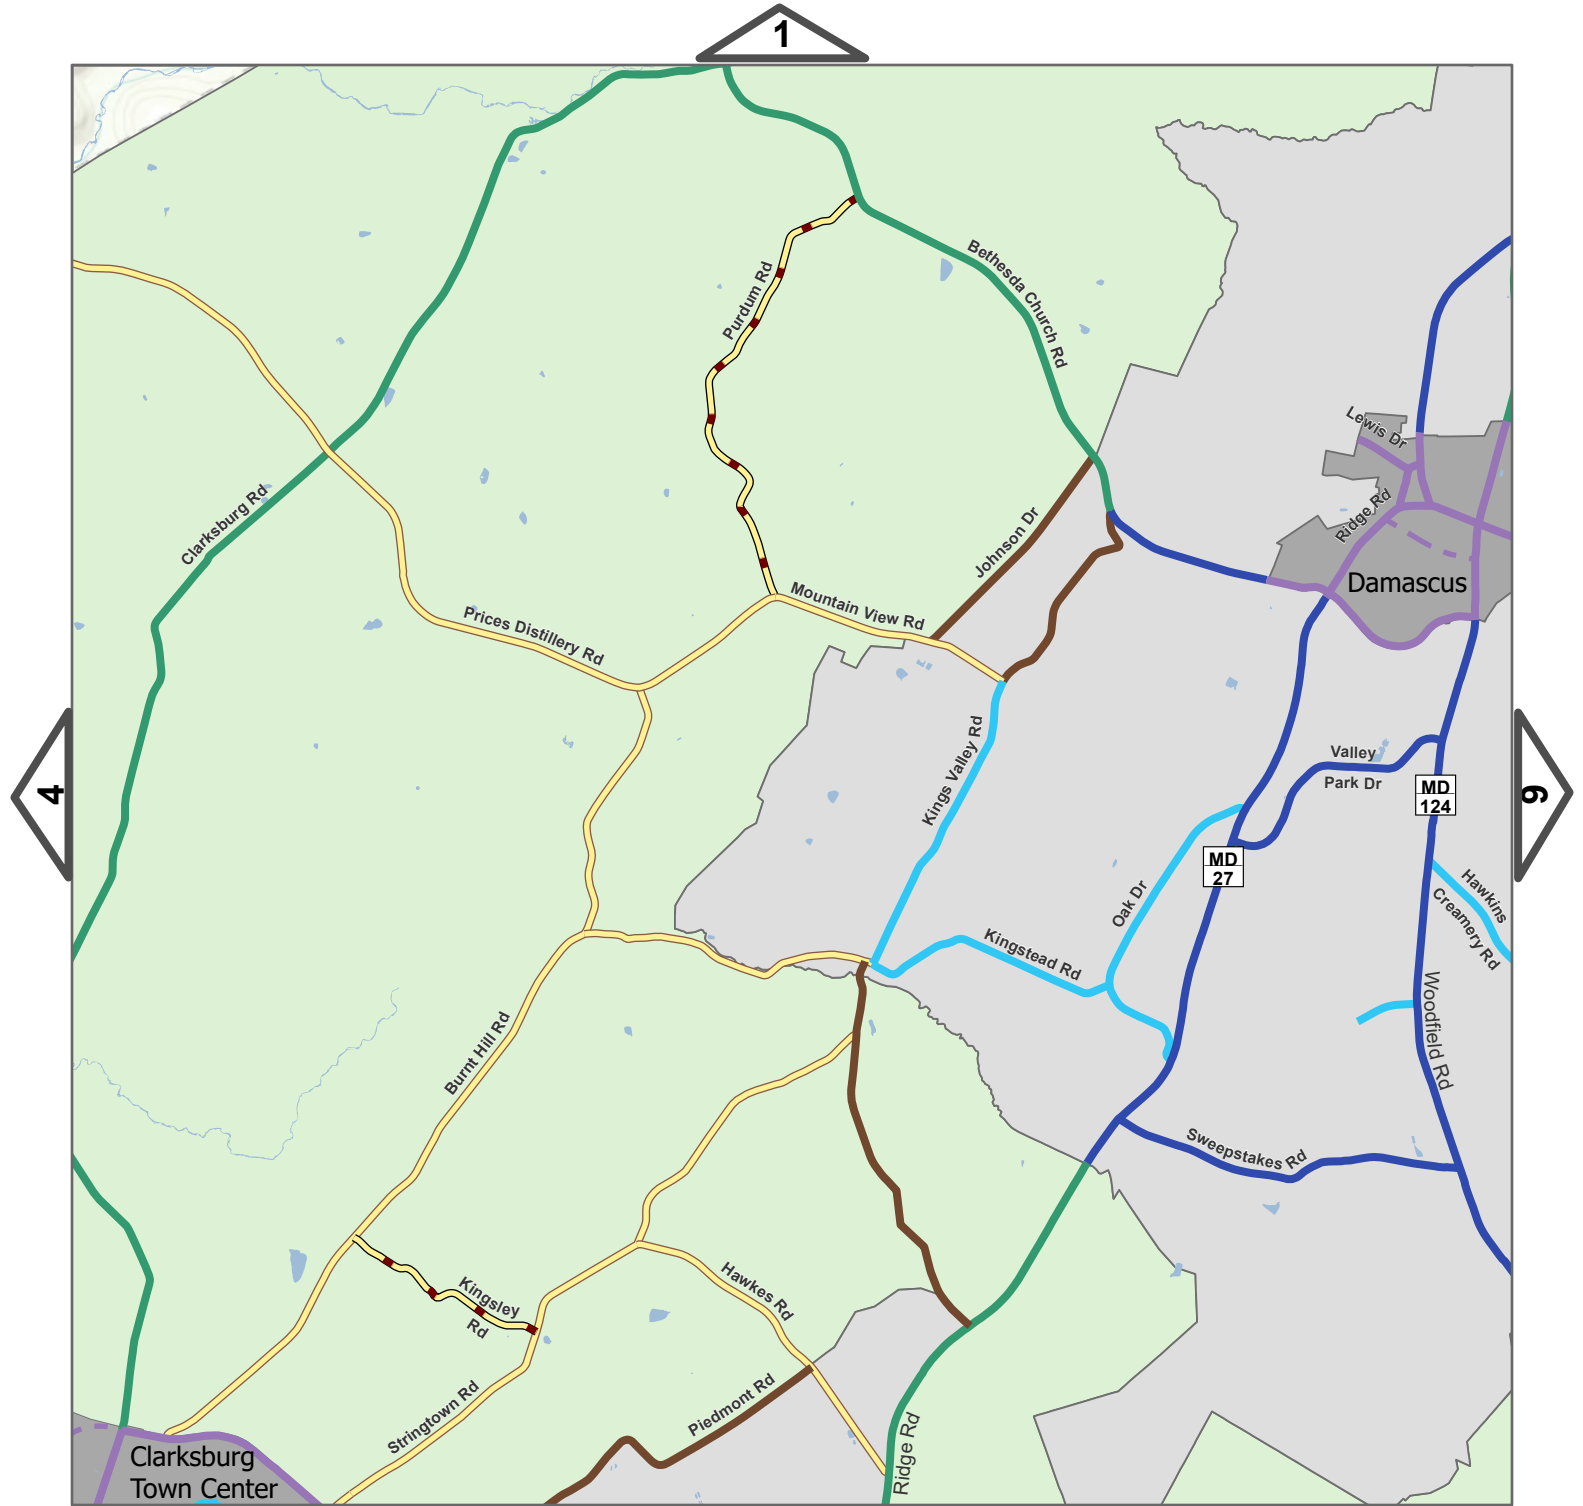 1
Bethesda Church Rd
Purdum Rd
Lewis Dr
Ridge Rd
Clarksburg Rd
Johnson Dr
Damascus
Mountain View Rd
Prices Distillery Rd
Kings Valley Rd
Valley
Park Dr
4
6
MD
124
MD
27
Oak Dr
Hawkins
Creamery Rd
Kingstead Rd
Woodfield Rd
Burnt Hill Rd
Sweepstakes Rd
Kingsley
Rd
Hawkes Rd
Stringtown Rd
Piedmont Rd
Ridge Rd
Clarksburg
Town Center